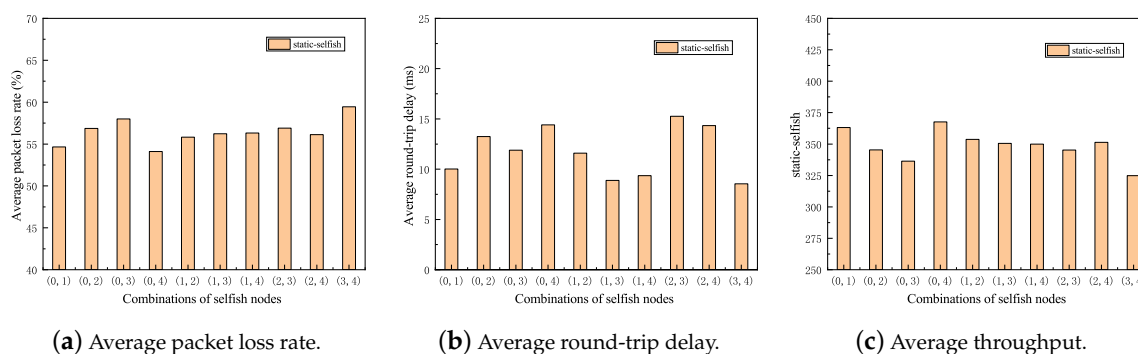 70
65
60
55
50
45
40
Average packet loss rate (%)
static-selfish
(0, 1) (0, 2) (0, 3) (0, 4) (1, 2) (1, 3) (1, 4) (2, 3) (2, 4) (3, 4)
Combinations of selfish nodes
(a) Average packet loss rate.
25
20
15
10
5
0
Average round-trip delay (ms)
static-selfish
(0, 1) (0, 2) (0, 3) (0, 4) (1, 2) (1, 3) (1, 4) (2, 3) (2, 4) (3, 4)
Combinations of selfish nodes
(b) Average round-trip delay.
450
425
400
375
350
325
300
275
250
static-selfish
static-selfish
(0, 1) (0, 2) (0, 3) (0, 4) (1, 2) (1, 3) (1, 4) (2, 3) (2, 4) (3, 4)
Combinations of selfish nodes
(c) Average throughput.